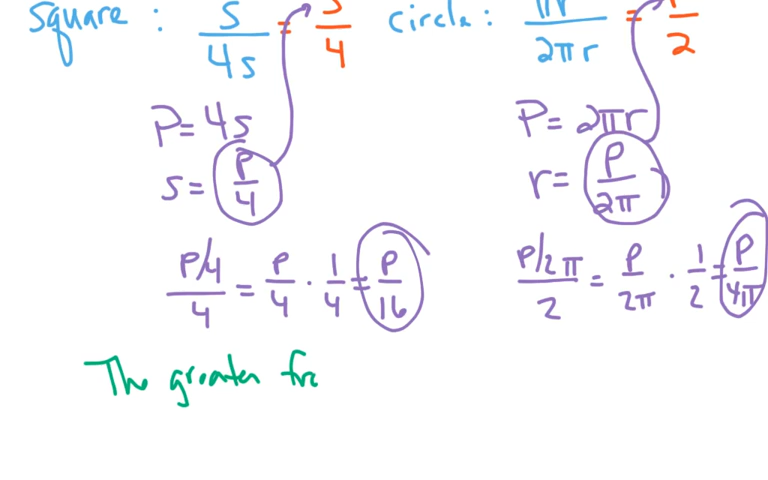 square : s/4s = s/4 circle : πr/2πr = r/2
P = 4s P = 2πr
s = P/4 r = P/2π
P/4/4 = P/4 · 1/4 = P/16 P/2π/2 = P/2π · 1/2 = P/4π
The greater fra